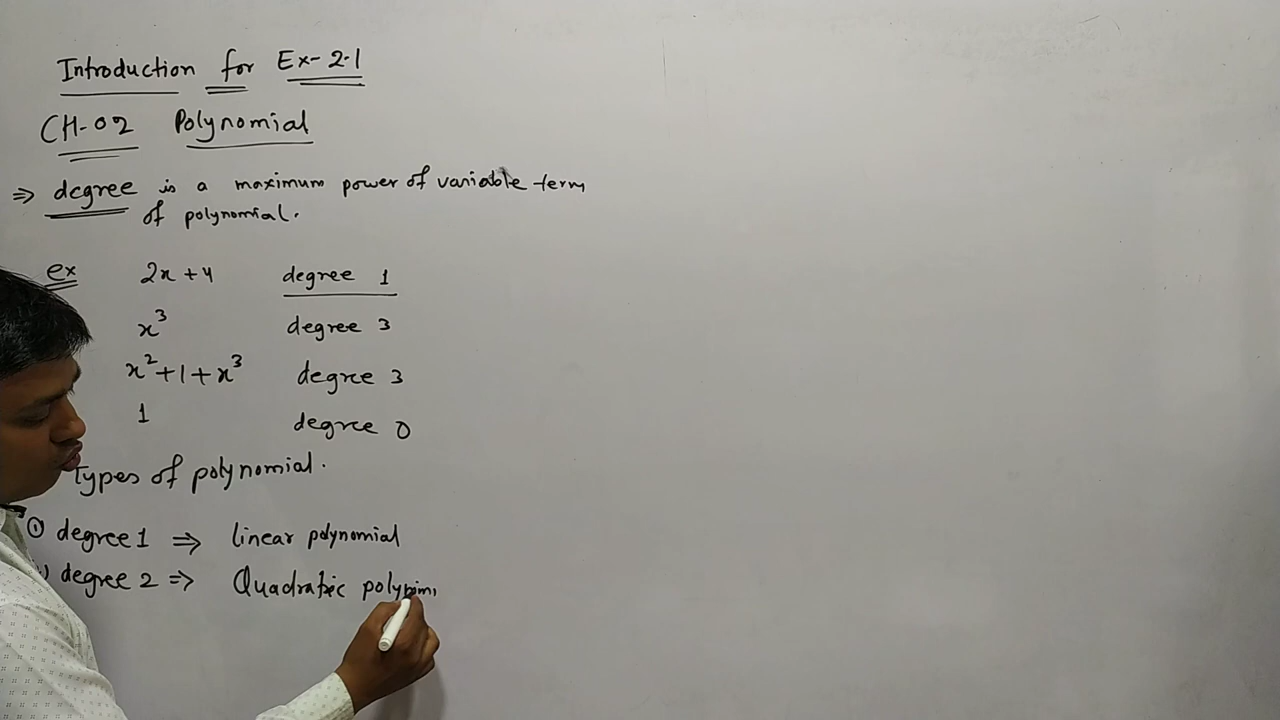 Introduction for Ex-2.1
CH-02 Polynomial
⇒ degree is a maximum power of variable term
of polynomial.
ex 2x+4 degree 1
x³ degree 3
x²+1+x³ degree 3
1 degree 0
Types of polynomial.
① degree 1 ⇒ linear polynomial
) degree 2 ⇒ Quadratic